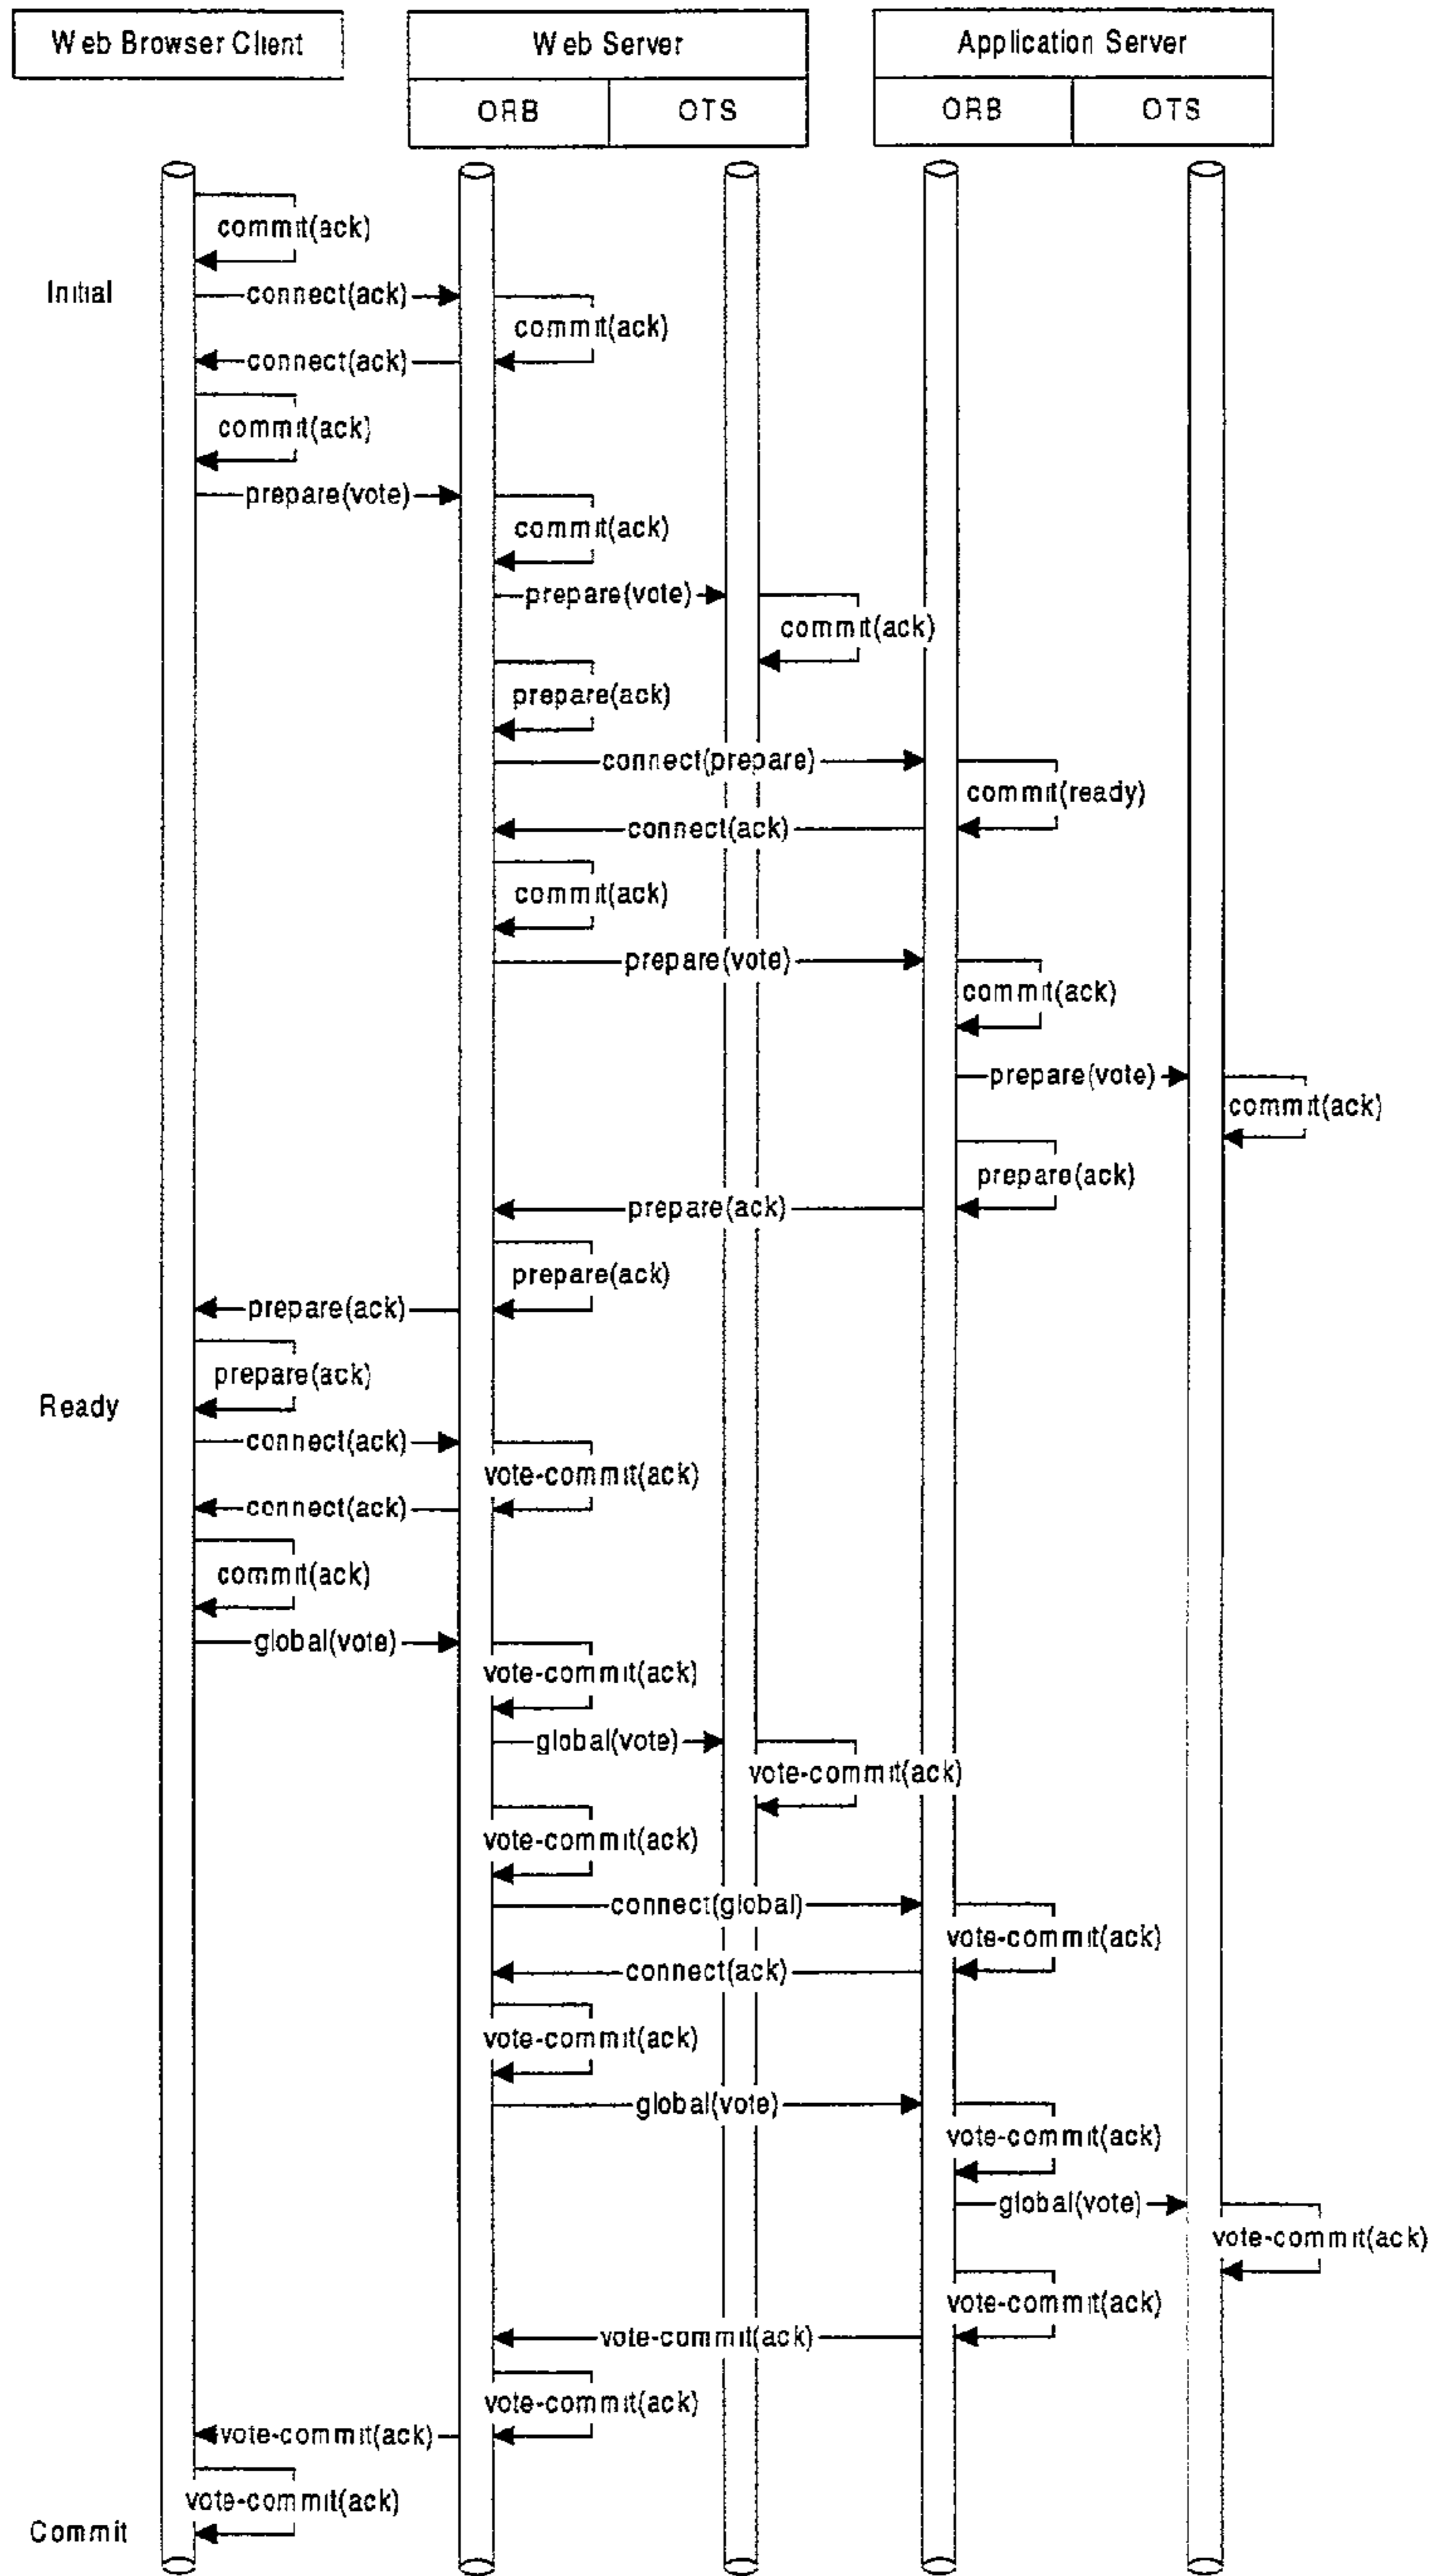 Web Browser Client
Web Server
Application Server
ORB
OTS
ORB
OTS
commit(ack)
Initial
connect(ack)
commit(ack)
connect(ack)
commit(ack)
prepare(vote)
commit(ack)
prepare(vote)
commit(ack)
prepare(ack)
connect(prepare)
commit(ready)
connect(ack)
commit(ack)
prepare(vote)
commit(ack)
prepare(vote)
commit(ack)
prepare(ack)
prepare(ack)
prepare(ack)
prepare(ack)
prepare(ack)
Ready
connect(ack)
vote-commit(ack)
connect(ack)
commit(ack)
global(vote)
vote-commit(ack)
global(vote)
vote-commit(ack)
vote-commit(ack)
connect(global)
vote-commit(ack)
connect(ack)
vote-commit(ack)
global(vote)
vote-commit(ack)
global(vote)
vote-commit(ack)
vote-commit(ack)
vote-commit(ack)
vote-commit(ack)
vote-commit(ack)
vote-commit(ack)
Commit